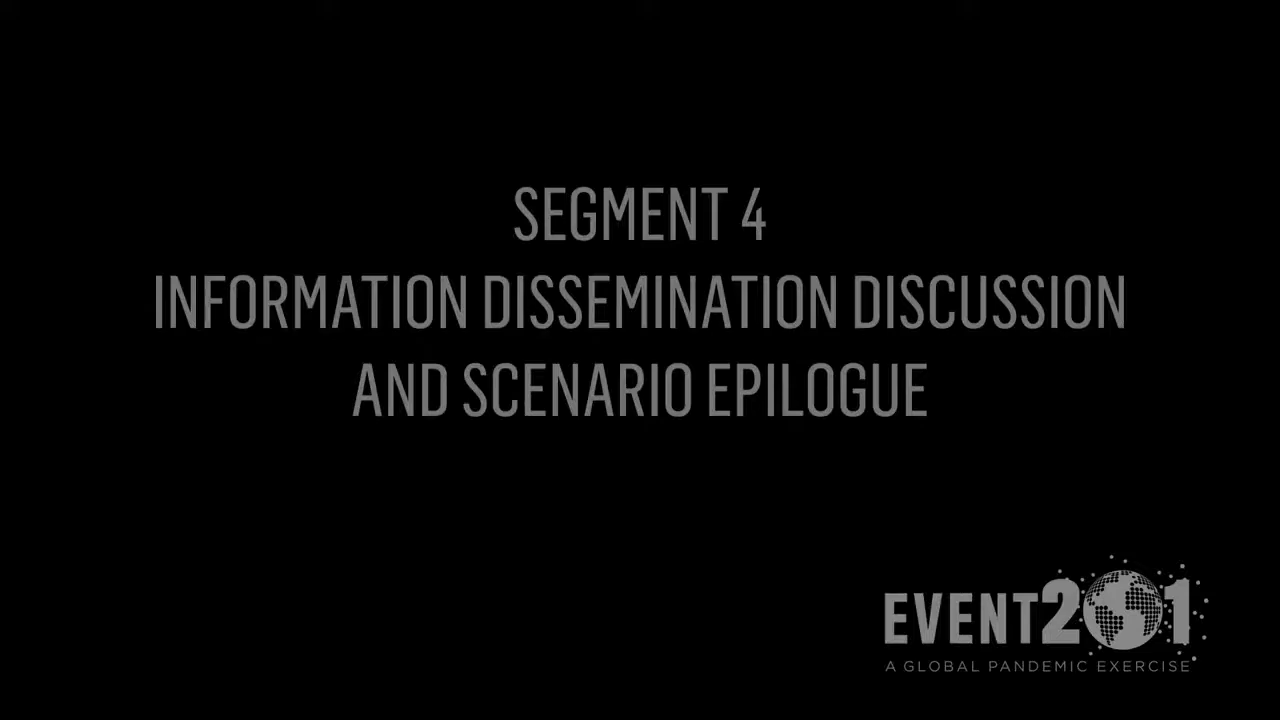 SEGMENT 4
INFORMATION DISSEMINATION DISCUSSION
AND SCENARIO EPILOGUE
EVENT201
A GLOBAL PANDEMIC EXERCISE